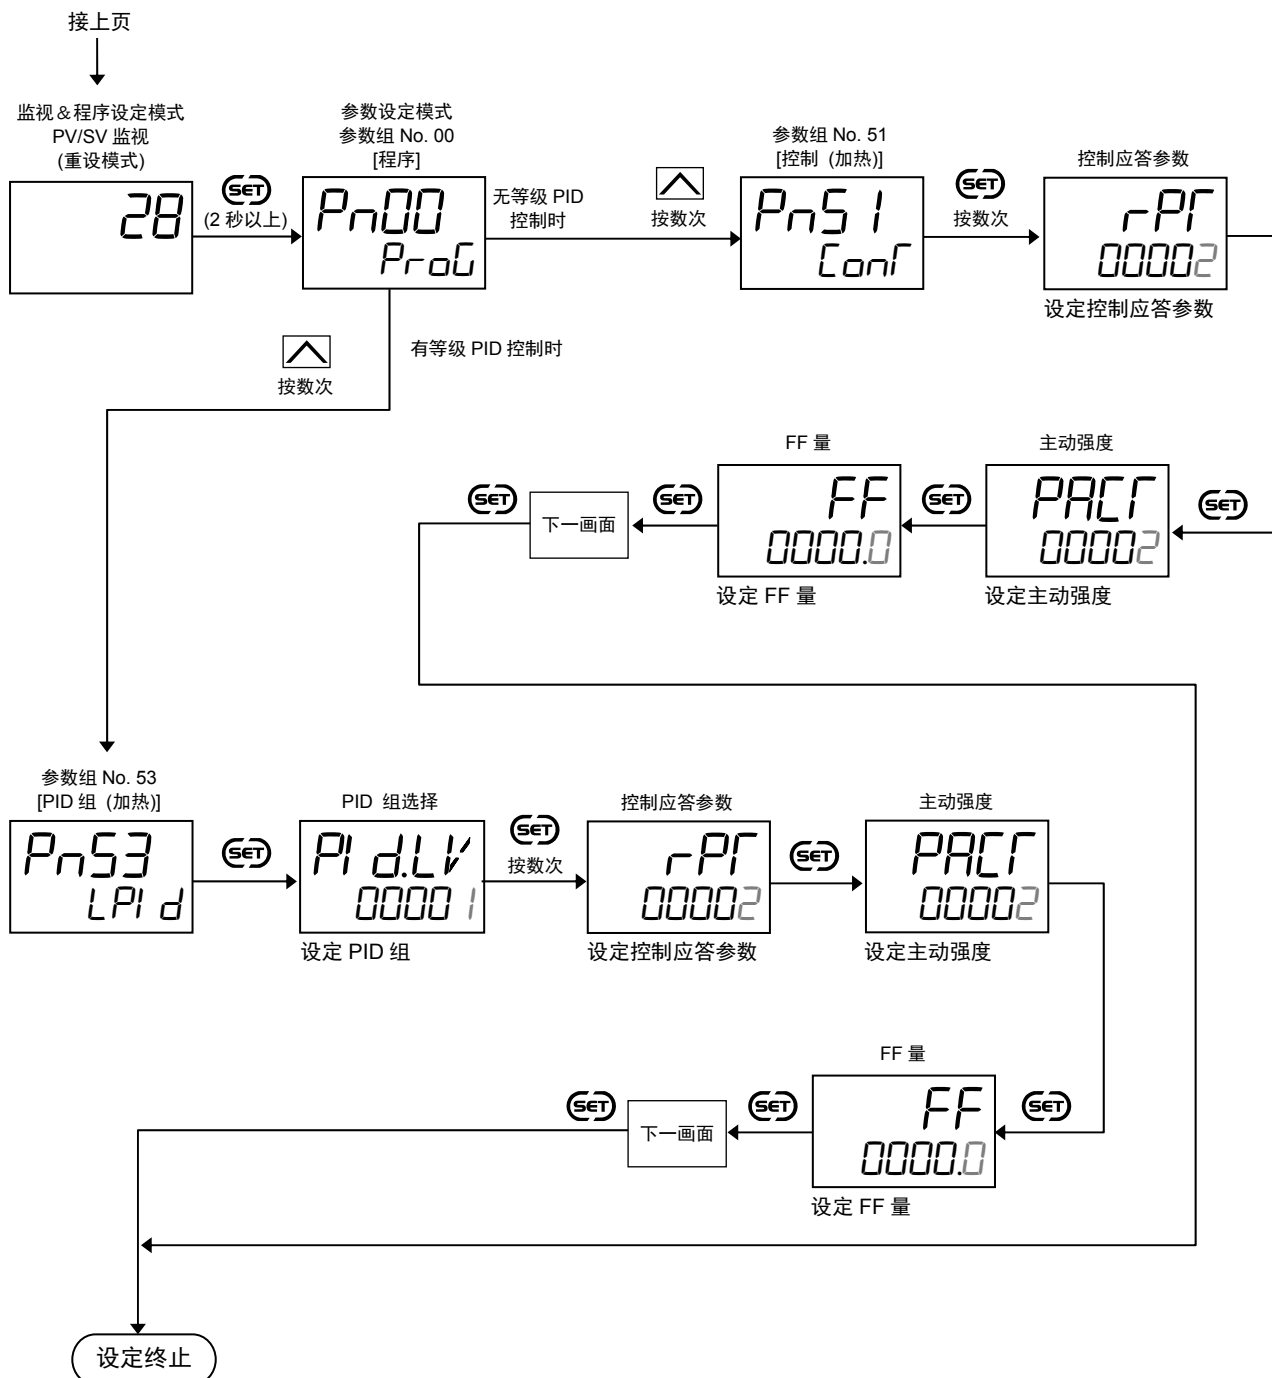 接上页
监视＆程序设定模式
PV/SV 监视
(重设模式)
28
SET
(2 秒以上)
参数设定模式
参数组 No. 00
[程序]
Pn00
ProG
无等级 PID
控制时
按数次
参数组 No. 51
[控制 (加热)]
Pn51
ConT
SET
按数次
控制应答参数
rPT
00002
设定控制应答参数
按数次
有等级 PID 控制时
SET
主动强度
PACT
00002
设定主动强度
SET
FF 量
FF
0000.0
设定 FF 量
SET
下一画面
SET
参数组 No. 53
[PID 组 (加热)]
Pn53
LPId
SET
PID 组选择
PId.LV
00001
设定 PID 组
SET
按数次
控制应答参数
rPT
00002
设定控制应答参数
SET
主动强度
PACT
00002
设定主动强度
SET
FF 量
FF
0000.0
设定 FF 量
SET
下一画面
SET
设定终止